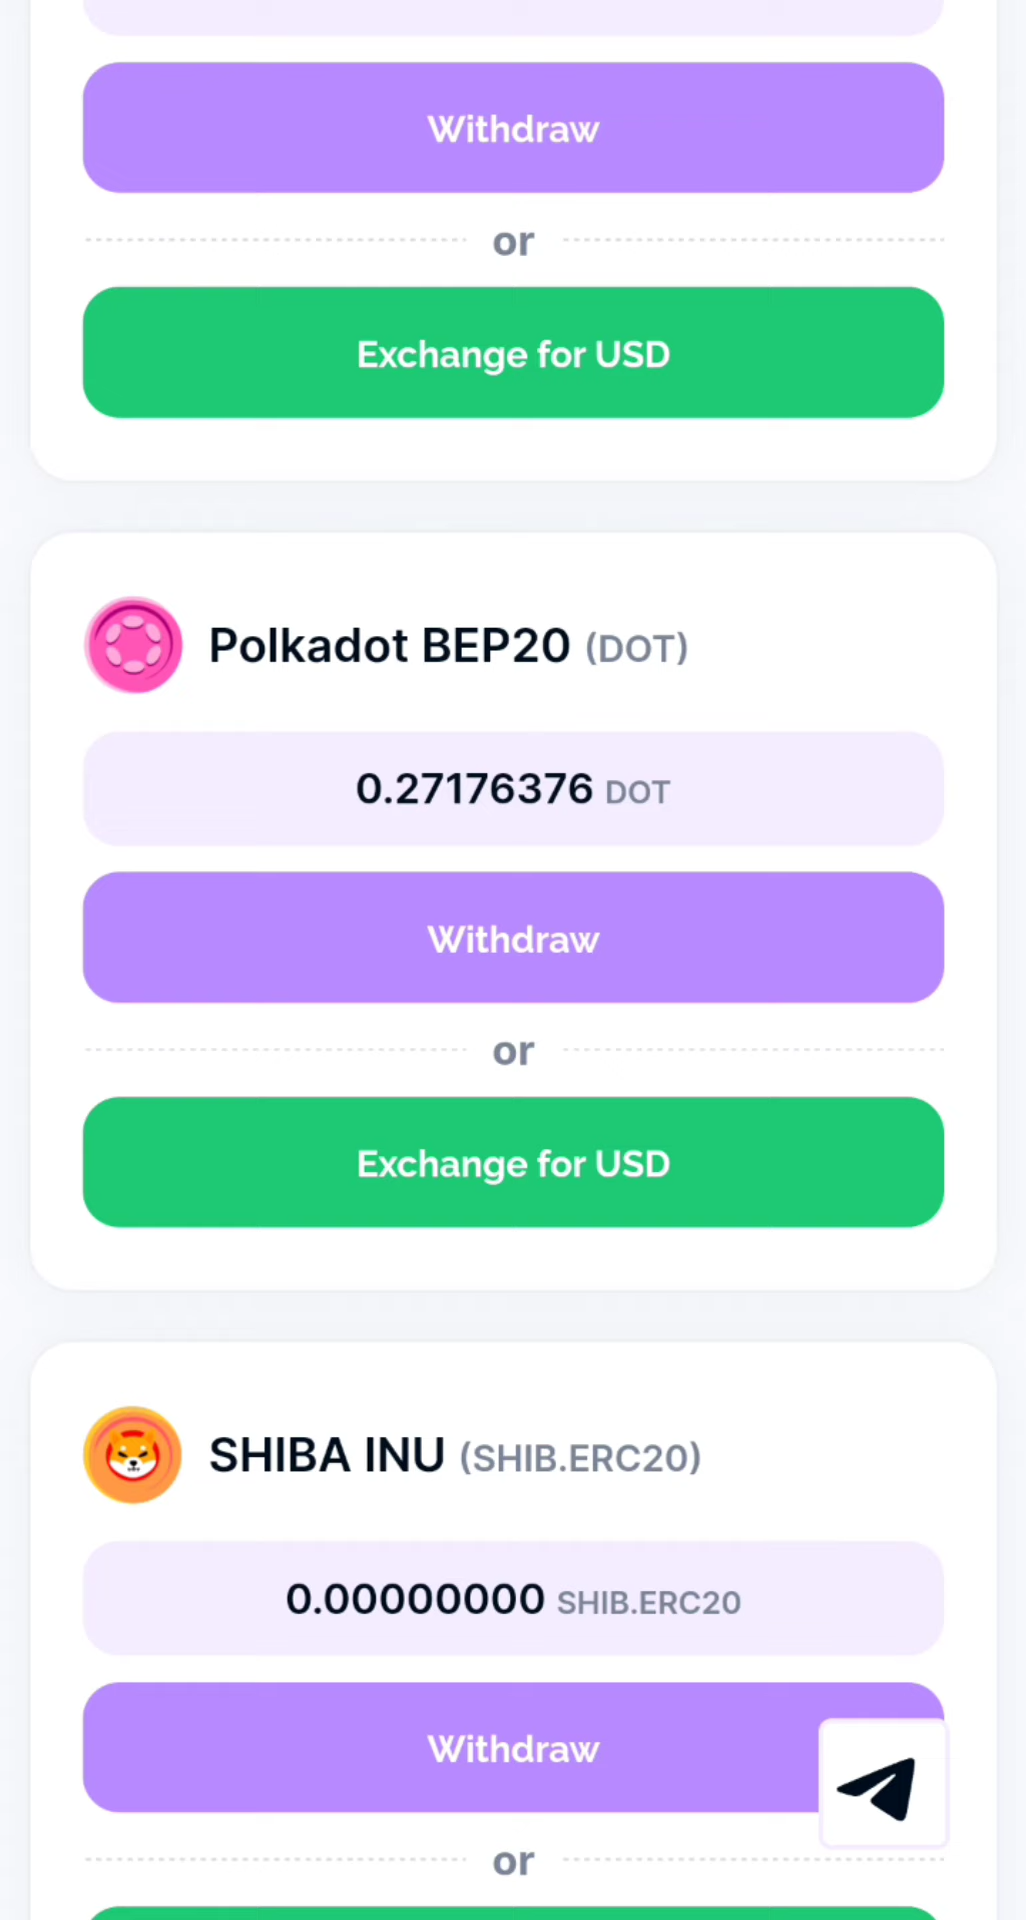 Withdraw
or
Exchange for USD
Polkadot BEP20 (DOT)
0.27176376 DOT
Withdraw
or
Exchange for USD
SHIBA INU (SHIB.ERC20)
0.00000000 SHIB.ERC20
Withdraw
or